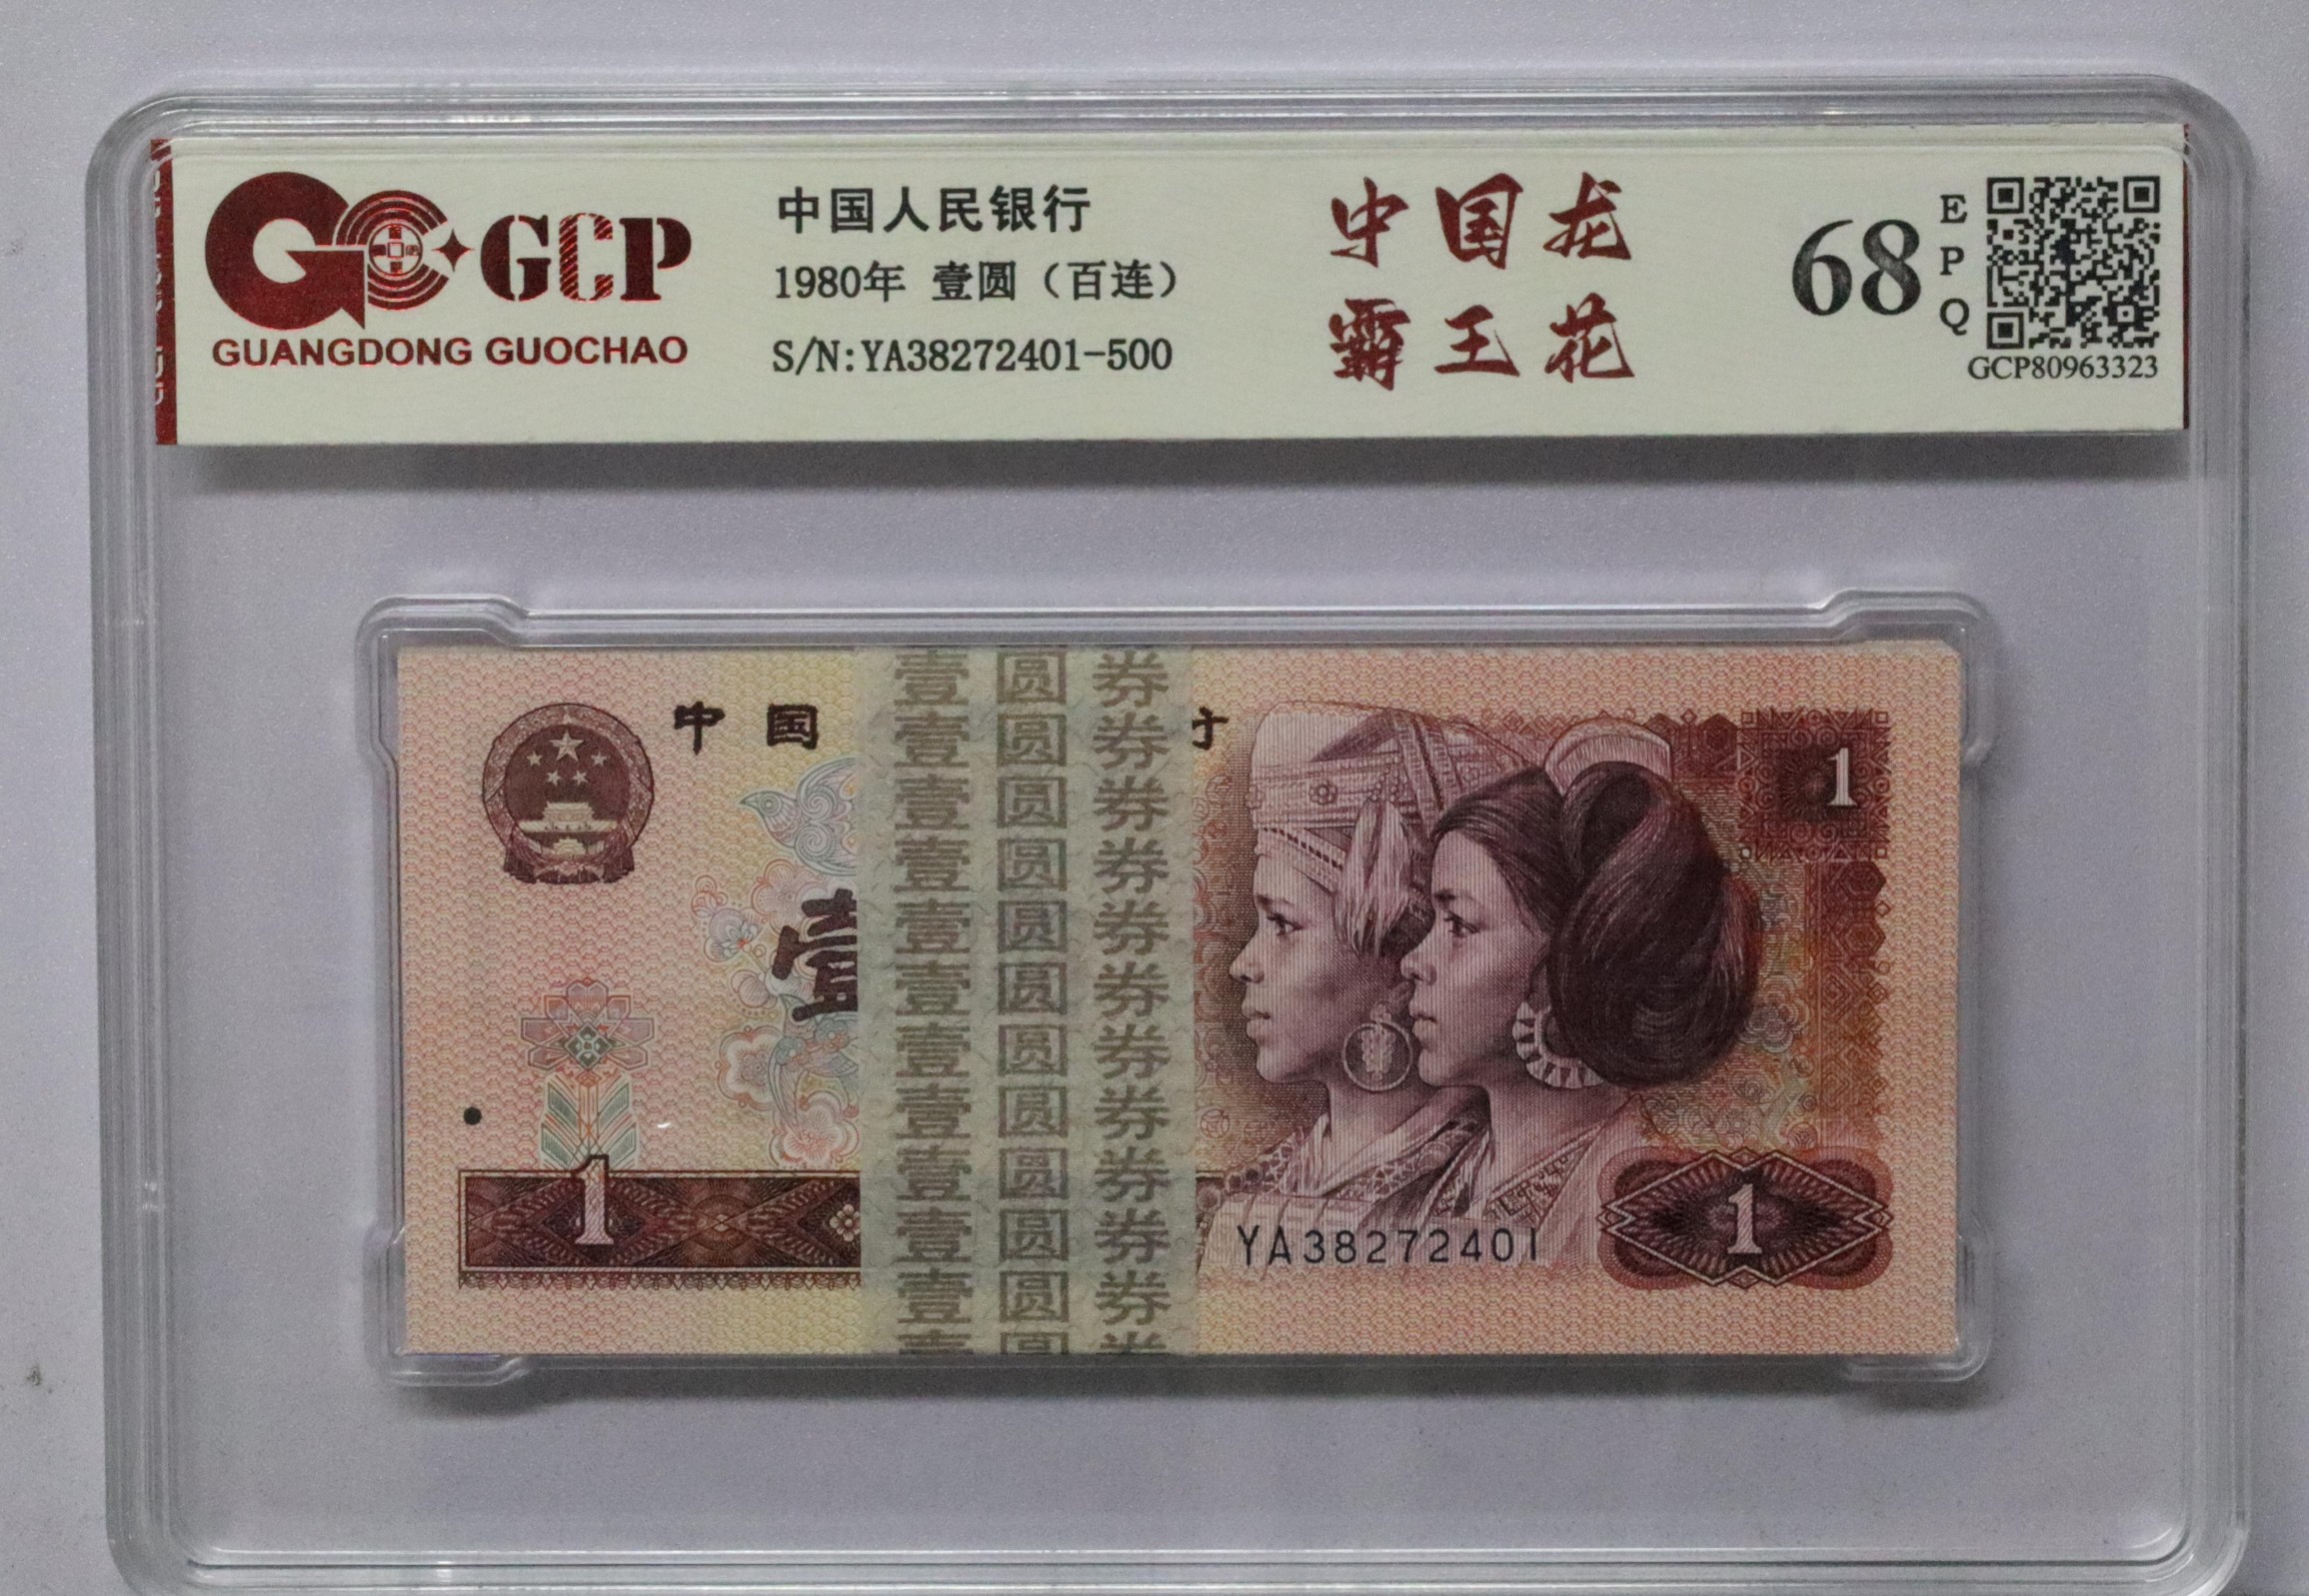 GCP
GUANGDONG GUOCHAO
中国人民银行
1980年 壹圆（百连）
S/N:YA38272401-500
中国龙
霸王花
68
EPQ
GCP80963323
中国
壹
壹圆券
壹圆券
壹圆券
壹圆券
壹圆券
壹圆券
壹圆券
壹圆券
壹圆券
壹圆券
壹圆券
1
1
YA38272401
1